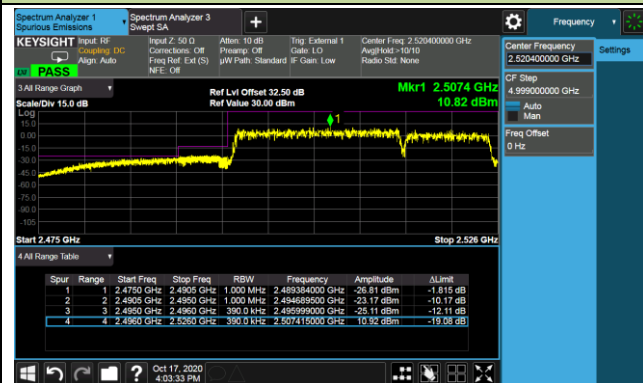 Spectrum Analyzer 1
Spurious Emissions
Spectrum Analyzer 3
Swept SA
Frequency
KEYSIGHT
Input: RF
Coupling: DC
Align: Auto
Input Z: 50 Ω
Corrections: Off
Freq Ref: Ext (S)
NFE: Off
Atten: 10 dB
Preamp: Off
µW Path: Standard
Trig: External 1
Gate: LO
IF Gain: Low
Center Freq: 2.520400000 GHz
Avg|Hold:>10/10
Radio Std: None
PASS
Center Frequency
2.520400000 GHz
Settings
CF Step
4.999000000 GHz
Auto
Man
Freq Offset
0 Hz
3 All Range Graph
Scale/Div 15.0 dB
Ref Lvl Offset 32.50 dB
Ref Value 30.00 dBm
Mkr1 2.5074 GHz
10.82 dBm
Log
15.0
0.00
-15.0
-30.0
-45.0
-60.0
-75.0
-90.0
-105
1
Start 2.475 GHz
Stop 2.526 GHz
4 All Range Table
Spur Range Start Freq Stop Freq RBW Frequency Amplitude ΔLimit
1 1 2.4750 GHz 2.4905 GHz 1.000 MHz 2.489384000 GHz -26.81 dBm -1.815 dB
2 2 2.4905 GHz 2.4950 GHz 1.000 MHz 2.494689500 GHz -23.17 dBm -10.17 dB
3 3 2.4950 GHz 2.4960 GHz 390.0 kHz 2.495999000 GHz -25.11 dBm -12.11 dB
4 4 2.4960 GHz 2.5260 GHz 390.0 kHz 2.507415000 GHz 10.92 dBm -19.08 dB
Oct 17, 2020
4:03:33 PM